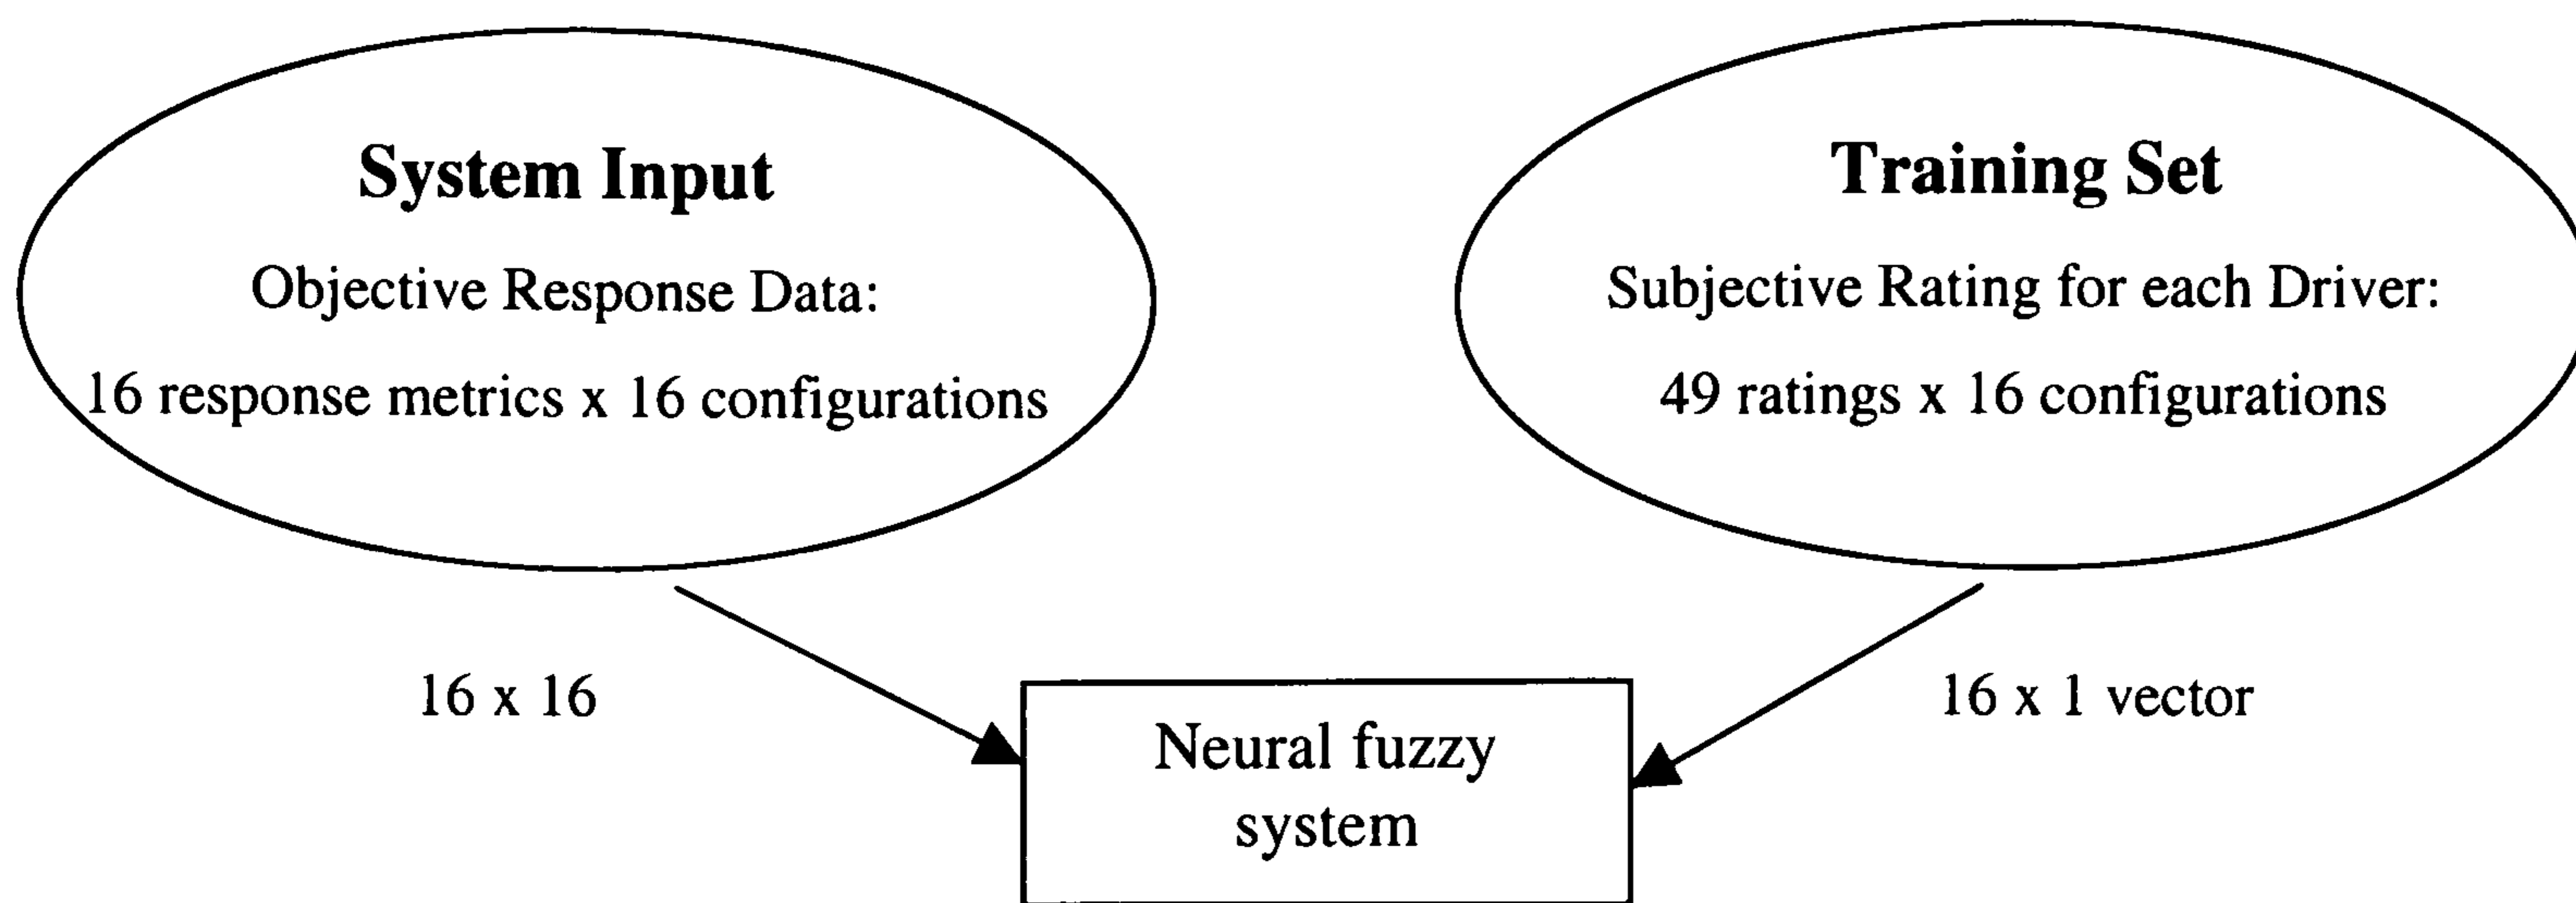 System Input
Objective Response Data:
16 response metrics x 16 configurations
Training Set
Subjective Rating for each Driver:
49 ratings x 16 configurations
16 x 16
16 x 1 vector
Neural fuzzy
system